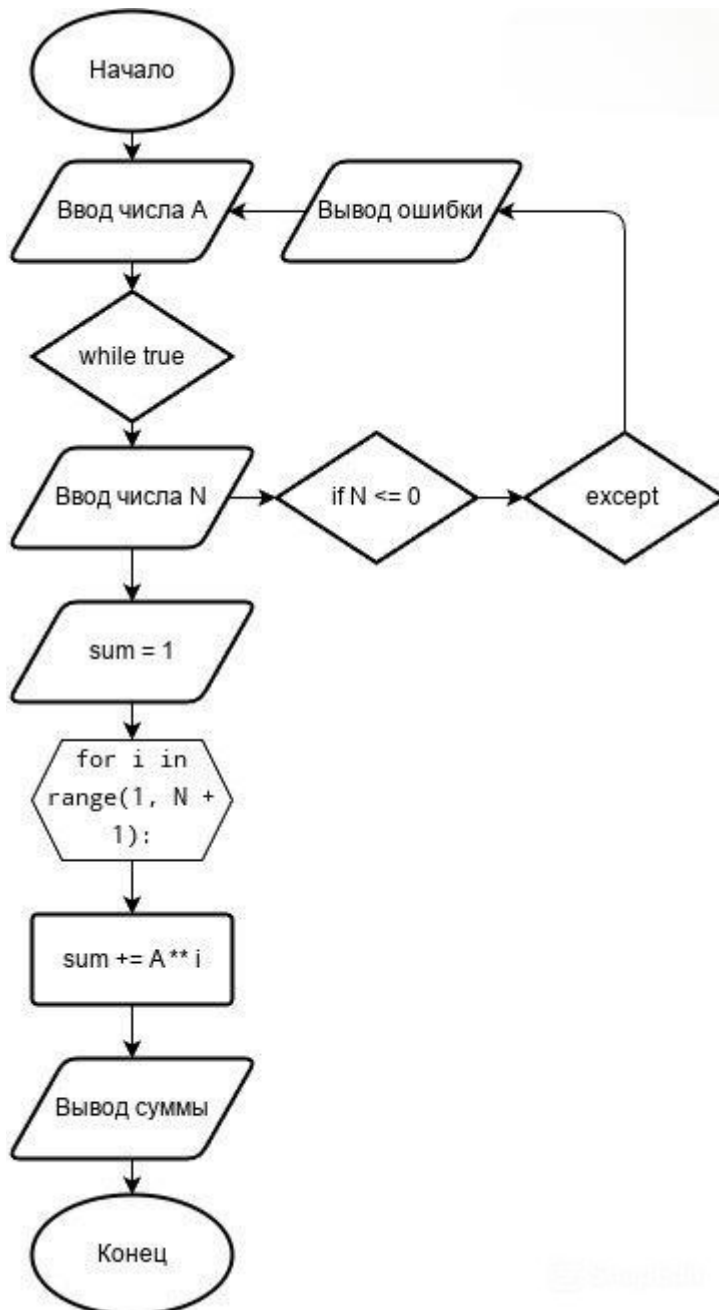 Начало
Ввод числа A
Вывод ошибки
while true
Ввод числа N
if N <= 0
except
sum = 1
for i in
range(1, N +
1):
sum += A ** i
Вывод суммы
Конец